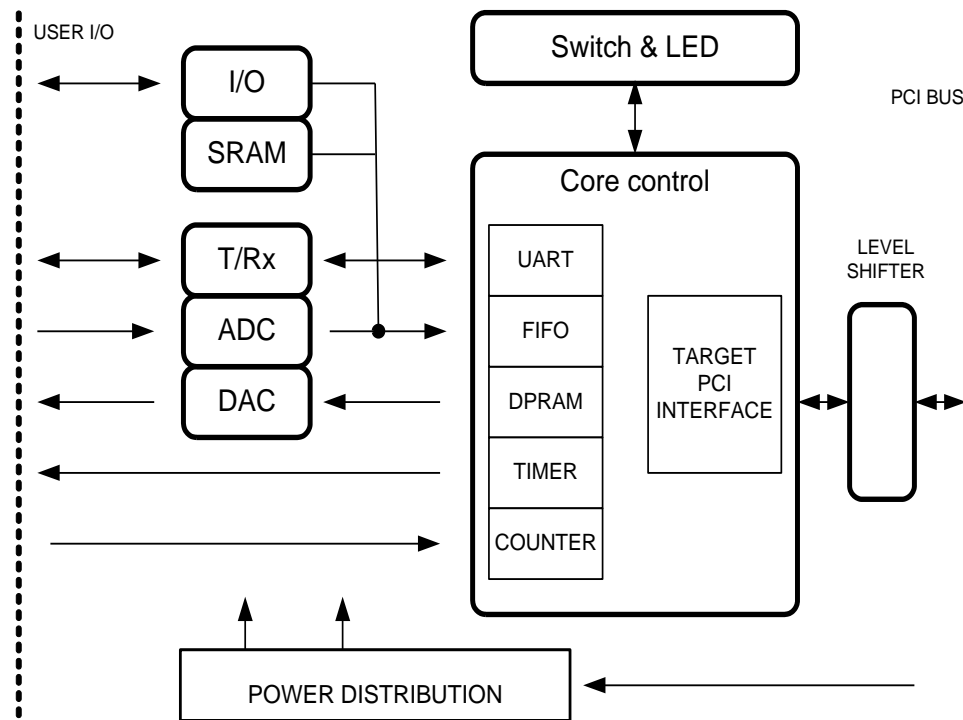 USER I/O
Switch & LED
I/O
PCI BUS
SRAM
Core control
T/Rx
UART
LEVEL
SHIFTER
ADC
FIFO
TARGET
PCI
INTERFACE
DAC
DPRAM
TIMER
COUNTER
POWER DISTRIBUTION